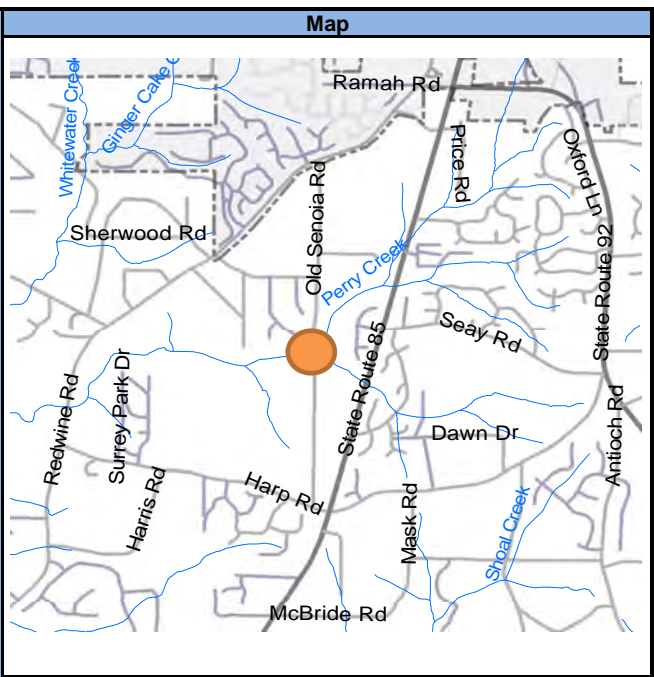 Map
Ramah Rd
Whitewater Creek
Ginger Cake C
Price Rd
Oxford Ln
Old Senoia Rd
Sherwood Rd
Perry Creek
State Route 92
Seay Rd
State Route 85
Surrey Park Dr
Redwine Rd
Antioch Rd
Dawn Dr
Harp Rd
Harris Rd
Mask Rd
Shoal Creek
McBride Rd